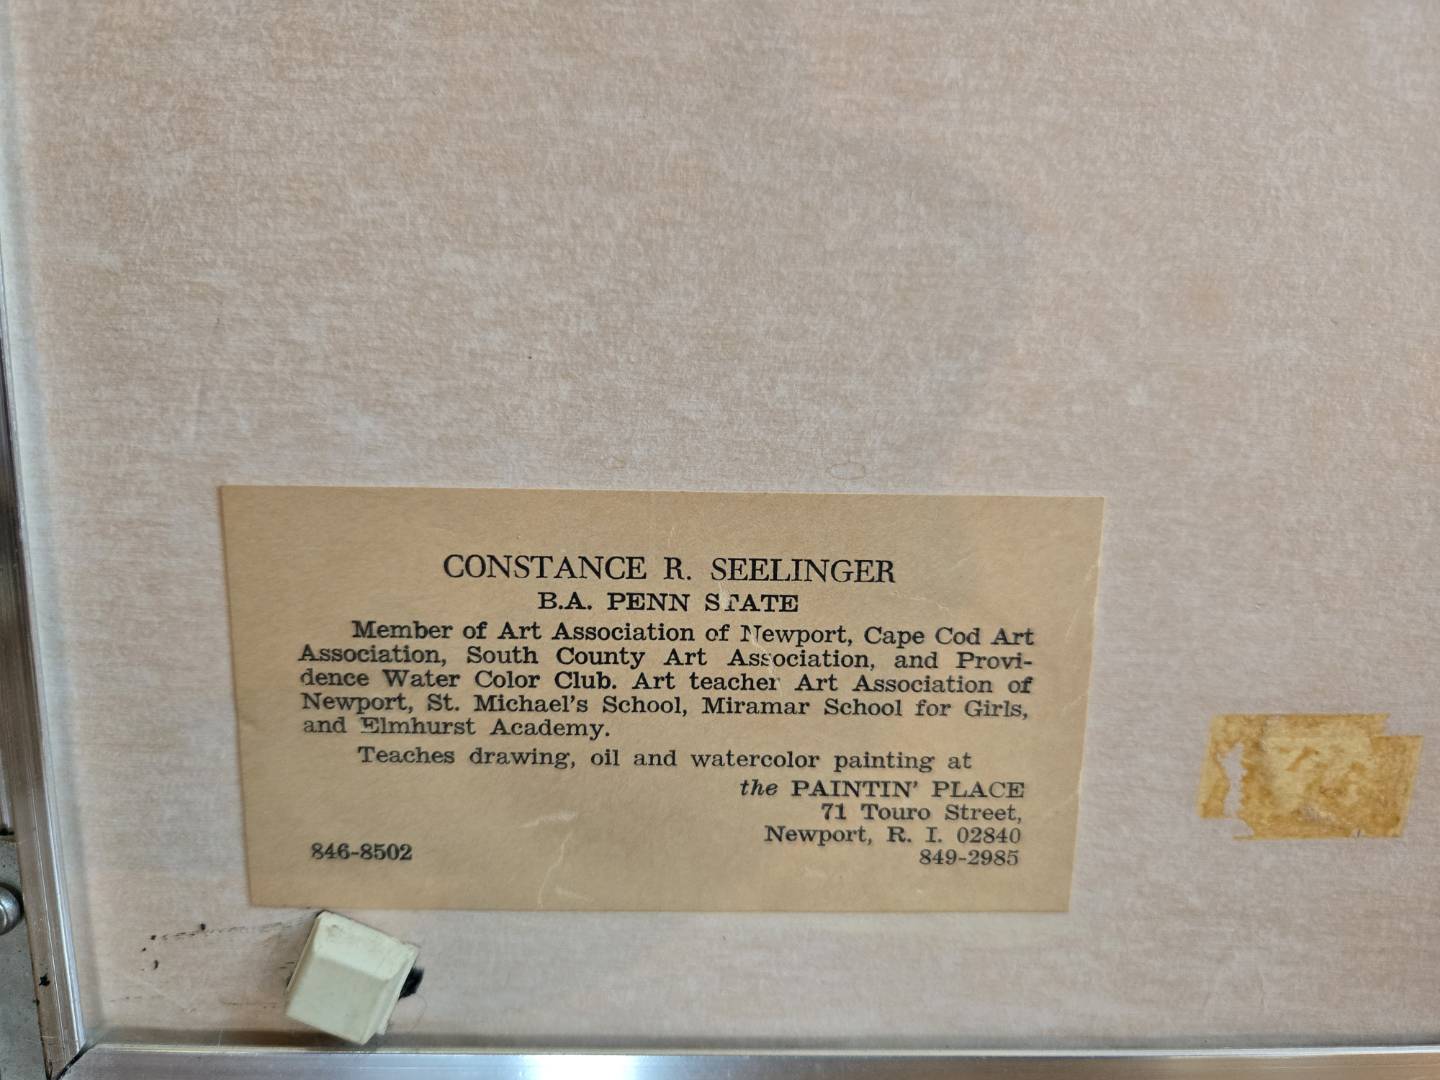 CONSTANCE R. SEELINGER
B.A. PENN STATE
Member of Art Association of Newport, Cape Cod Art
Association, South County Art Association, and Provi-
dence Water Color Club. Art teacher Art Association of
Newport, St. Michael's School, Miramar School for Girls,
and Elmhurst Academy.
Teaches drawing, oil and watercolor painting at
the PAINTIN' PLACE
71 Touro Street,
Newport, R. I. 02840
846-8502 849-2985